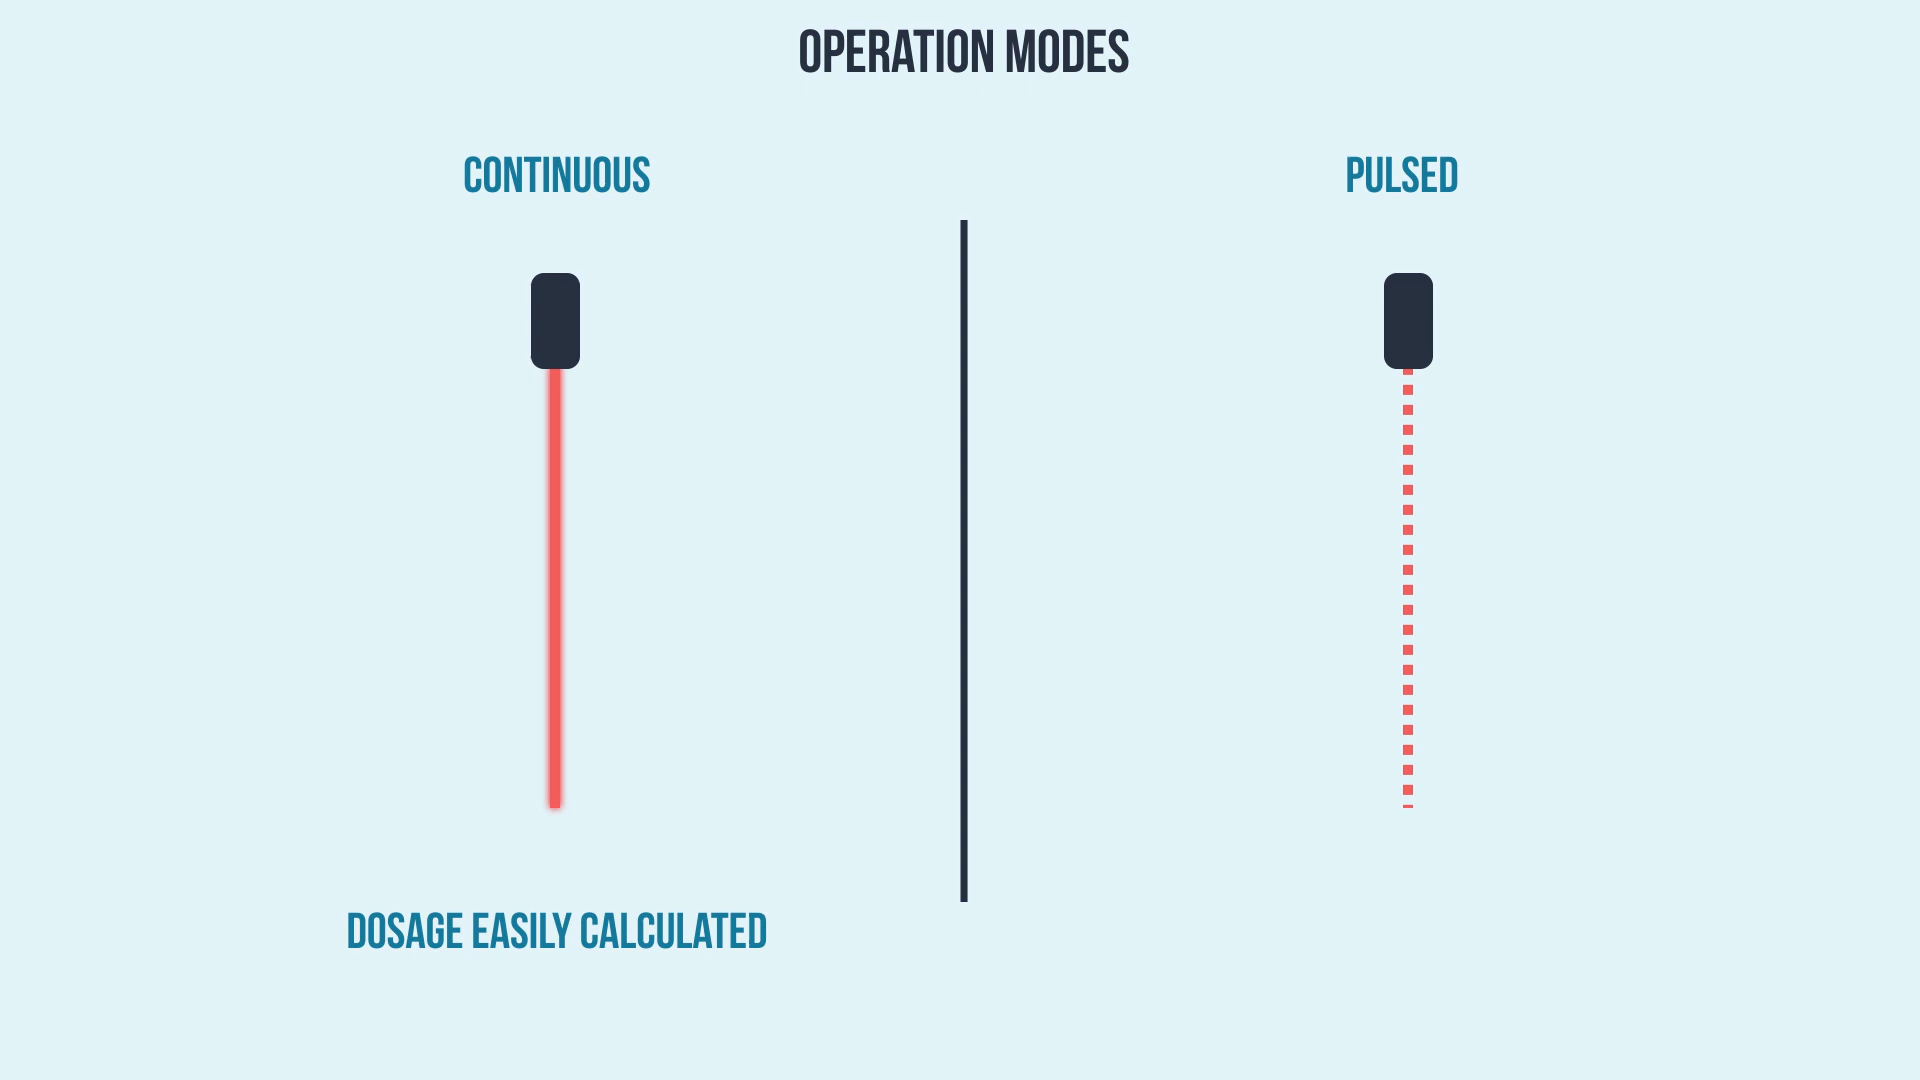 OPERATION MODES
CONTINUOUS
PULSED
DOSAGE EASILY CALCULATED